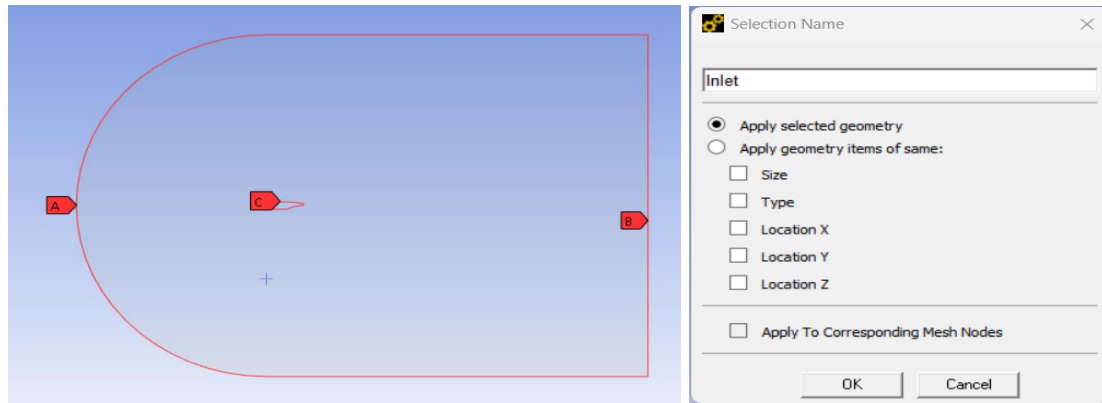 A
C
B
Selection Name
Inlet
Apply selected geometry
Apply geometry items of same:
Size
Type
Location X
Location Y
Location Z
Apply To Corresponding Mesh Nodes
OK
Cancel